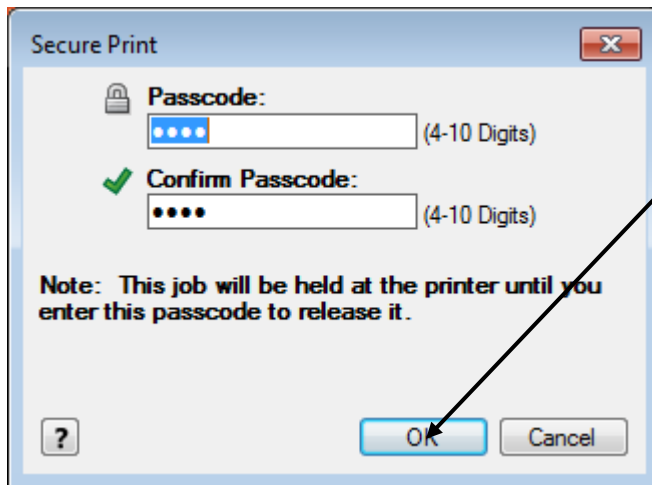 Secure Print
Passcode:
•••• (4-10 Digits)
Confirm Passcode:
•••• (4-10 Digits)
Note: This job will be held at the printer until you
enter this passcode to release it.
? OK Cancel